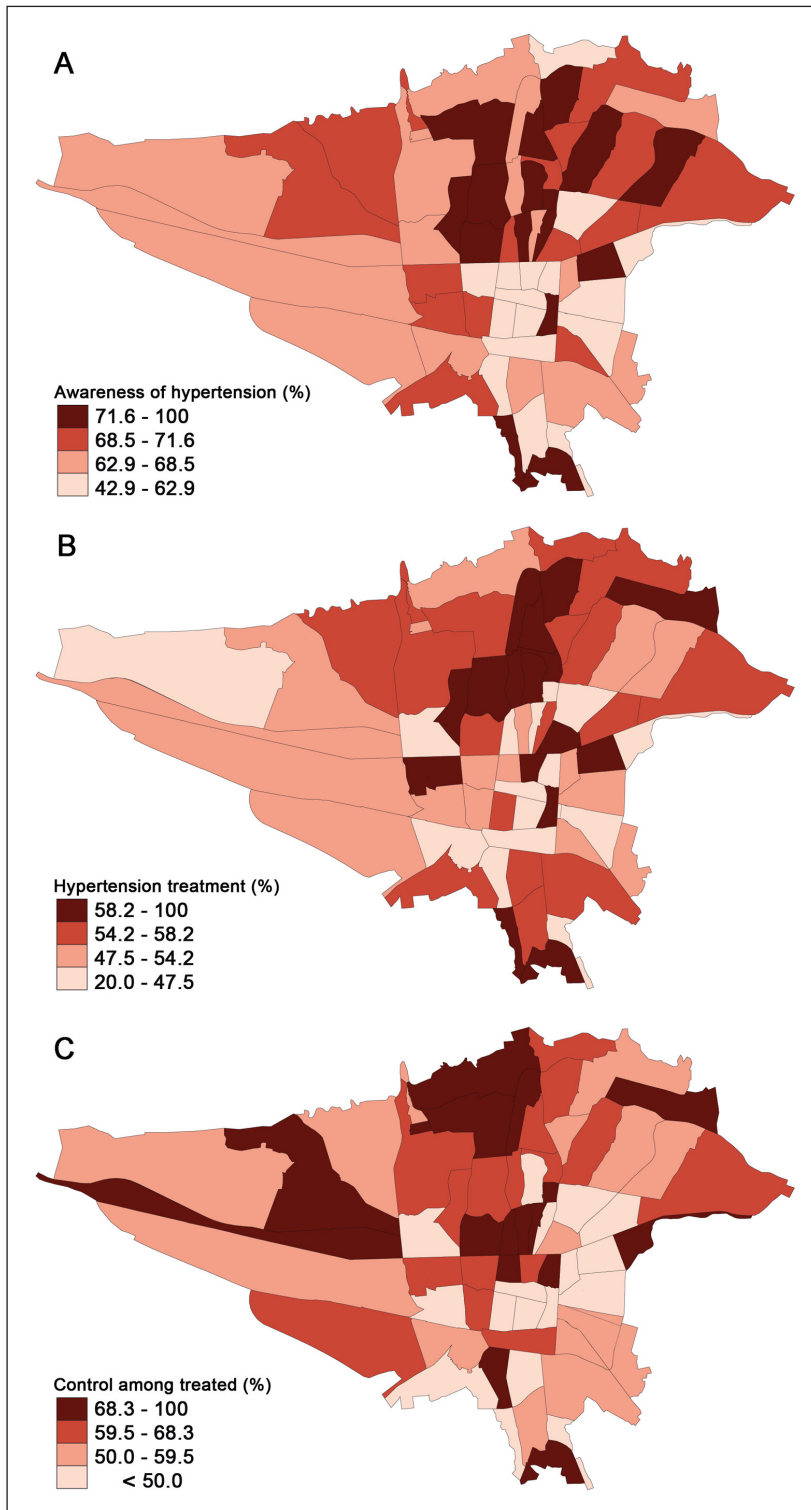 A
Awareness of hypertension (%)
71.6 - 100
68.5 - 71.6
62.9 - 68.5
42.9 - 62.9
B
Hypertension treatment (%)
58.2 - 100
54.2 - 58.2
47.5 - 54.2
20.0 - 47.5
C
Control among treated (%)
68.3 - 100
59.5 - 68.3
50.0 - 59.5
< 50.0